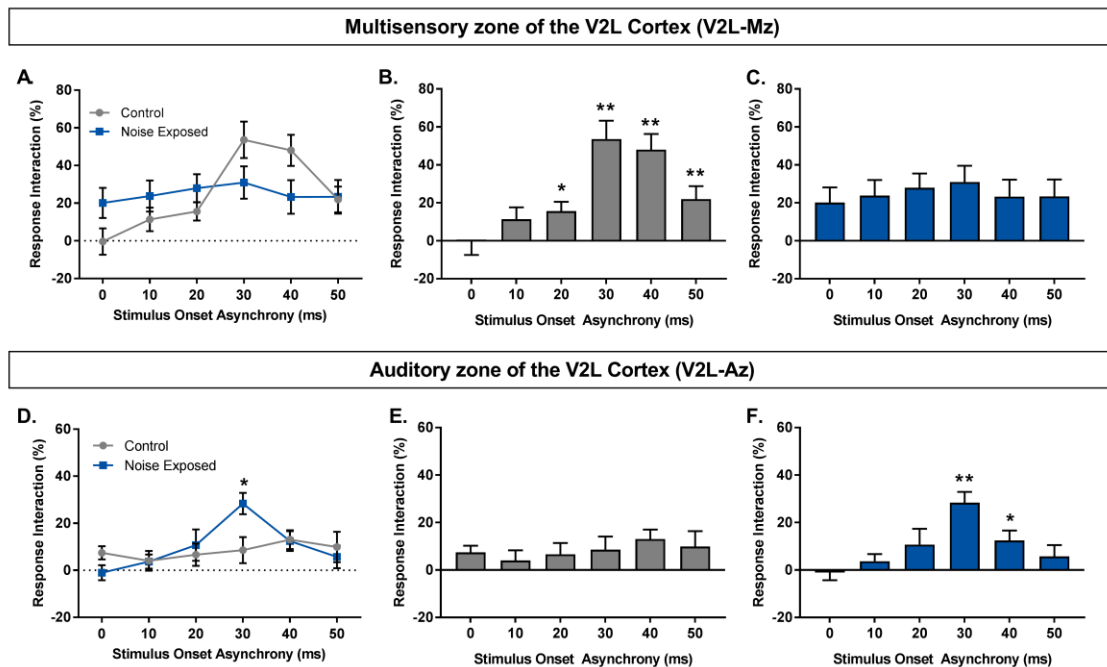 Multisensory zone of the V2L Cortex (V2L-Mz)
A.
Response Interaction (%)
80
60
40
20
0
-20
Control
Noise Exposed
0 10 20 30 40 50
Stimulus Onset Asynchrony (ms)
B.
Response Interaction (%)
80
60
40
20
0
-20
*
**
**
**
0 10 20 30 40 50
Stimulus Onset Asynchrony (ms)
C.
Response Interaction (%)
80
60
40
20
0
-20
0 10 20 30 40 50
Stimulus Onset Asynchrony (ms)
Auditory zone of the V2L Cortex (V2L-Az)
D.
Response Interaction (%)
60
40
20
0
-20
Control
Noise Exposed
*
0 10 20 30 40 50
Stimulus Onset Asynchrony (ms)
E.
Response Interaction (%)
60
40
20
0
-20
0 10 20 30 40 50
Stimulus Onset Asynchrony (ms)
F.
Response Interaction (%)
60
40
20
0
-20
**
*
0 10 20 30 40 50
Stimulus Onset Asynchrony (ms)